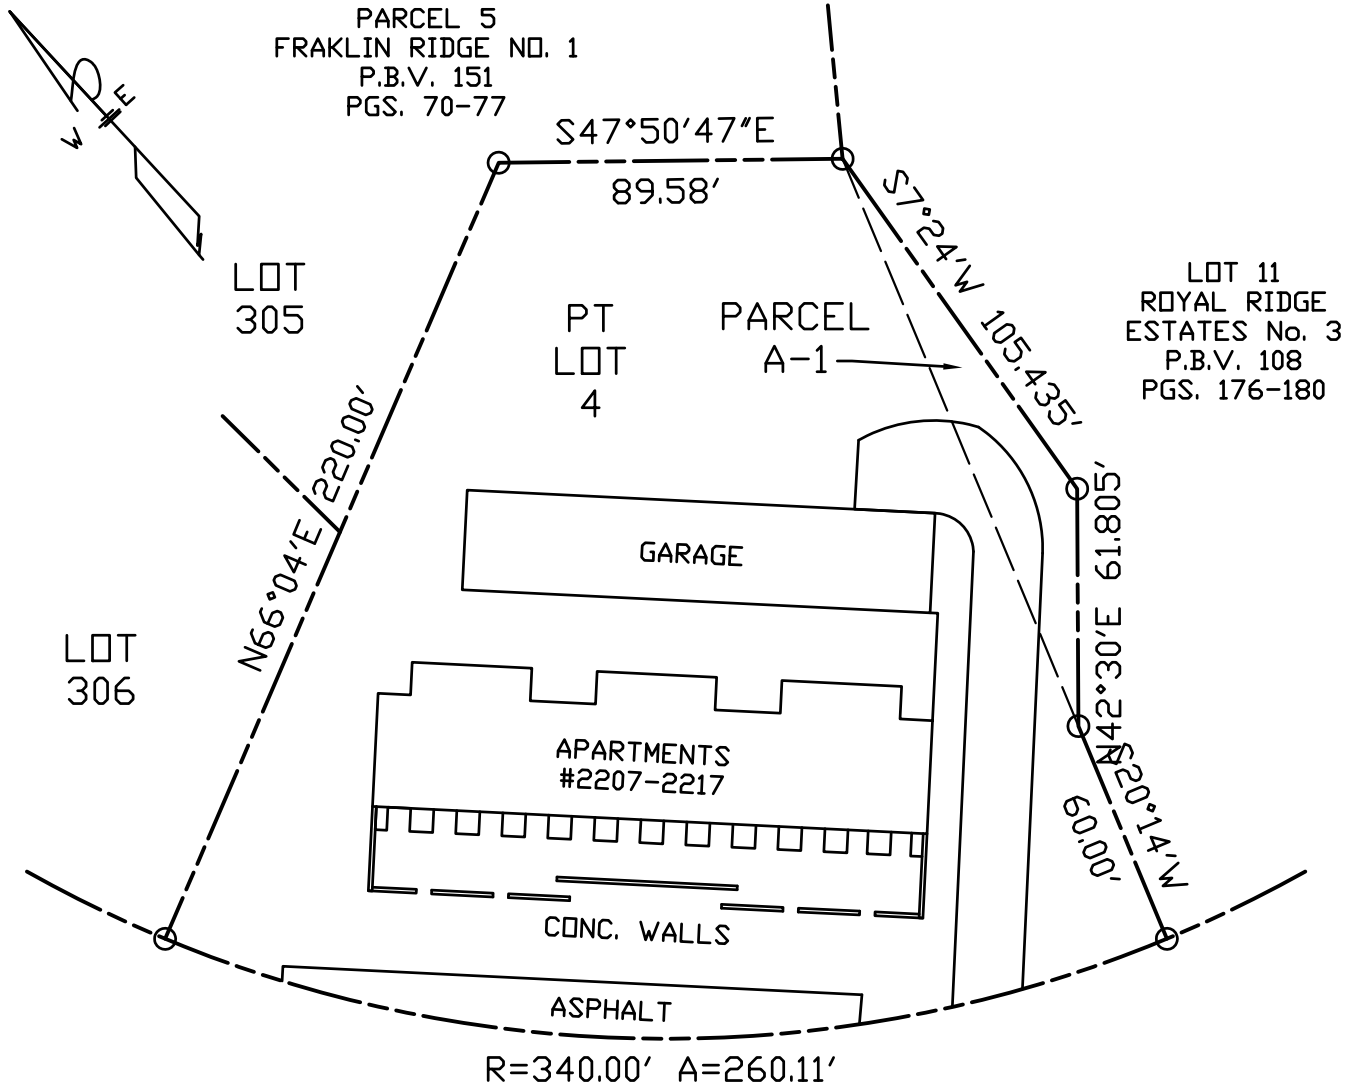 PARCEL 5
FRAKLIN RIDGE NO. 1
P.B.V. 151
PGS. 70-77
W E
S47°50'47"E
89.58'
S7°24'W 105.435'
LOT
305
PT
LOT
4
PARCEL
A-1
LOT 11
ROYAL RIDGE
ESTATES No. 3
P.B.V. 108
PGS. 176-180
N66°04'E 220.00'
N42°30'E 61.805'
GARAGE
LOT
306
APARTMENTS
#2207-2217
S20°14'W
60.00'
CONC. WALLS
ASPHALT
R=340.00' A=260.11'